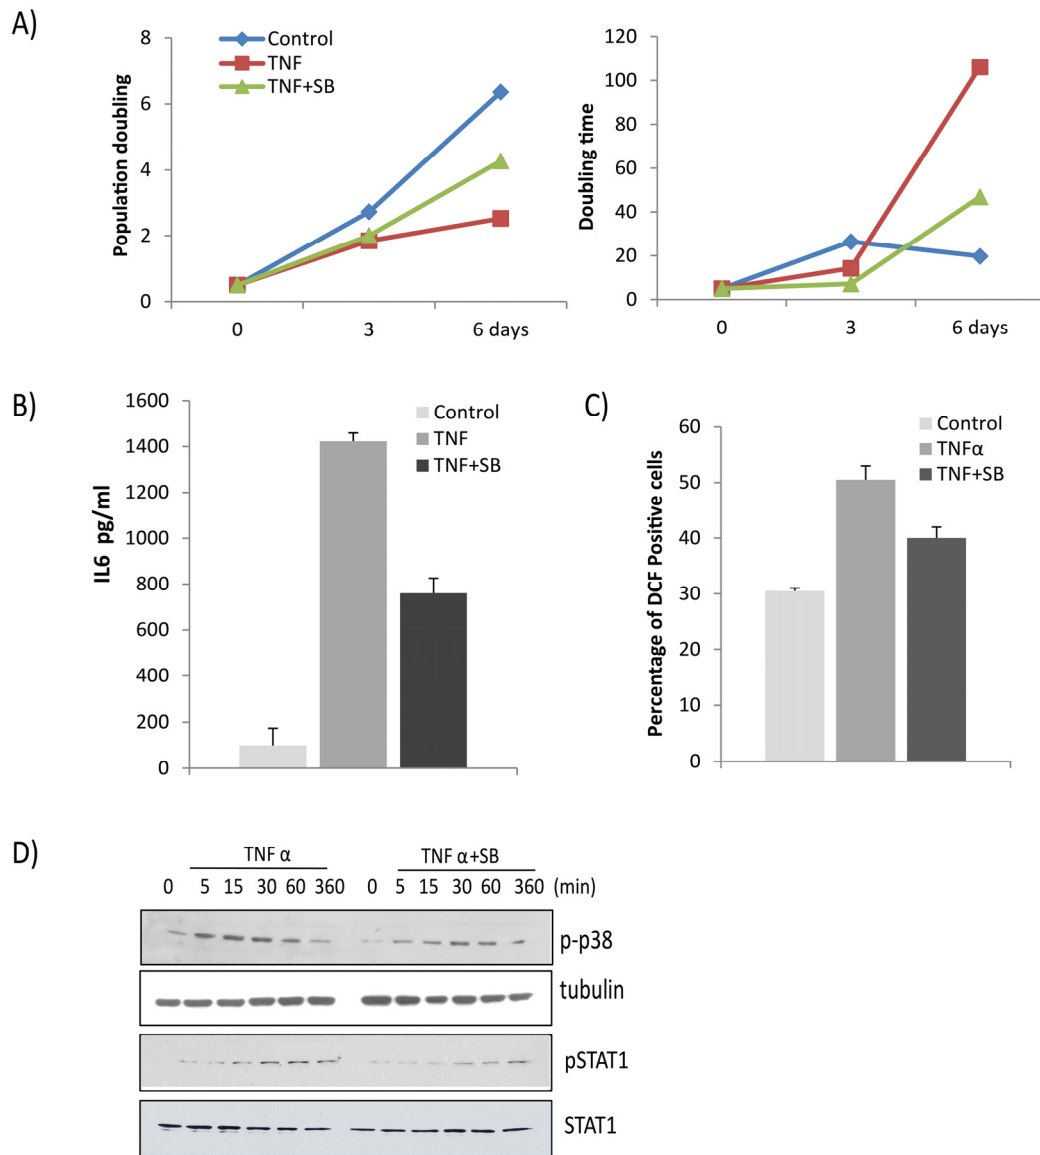 A)
Population doubling
8
6
4
2
0
0 3 6 days
Control
TNF
TNF+SB
Doubling time
120
100
80
60
40
20
0
0 3 6 days
B)
IL6 pg/ml
1600
1400
1200
1000
800
600
400
200
0
Control
TNF
TNF+SB
C)
Percentage of DCF Positive cells
60
50
40
30
20
10
0
Control
TNFα
TNF+SB
D)
TNF α TNF α+SB
0 5 15 30 60 360 0 5 15 30 60 360 (min)
p-p38
tubulin
pSTAT1
STAT1